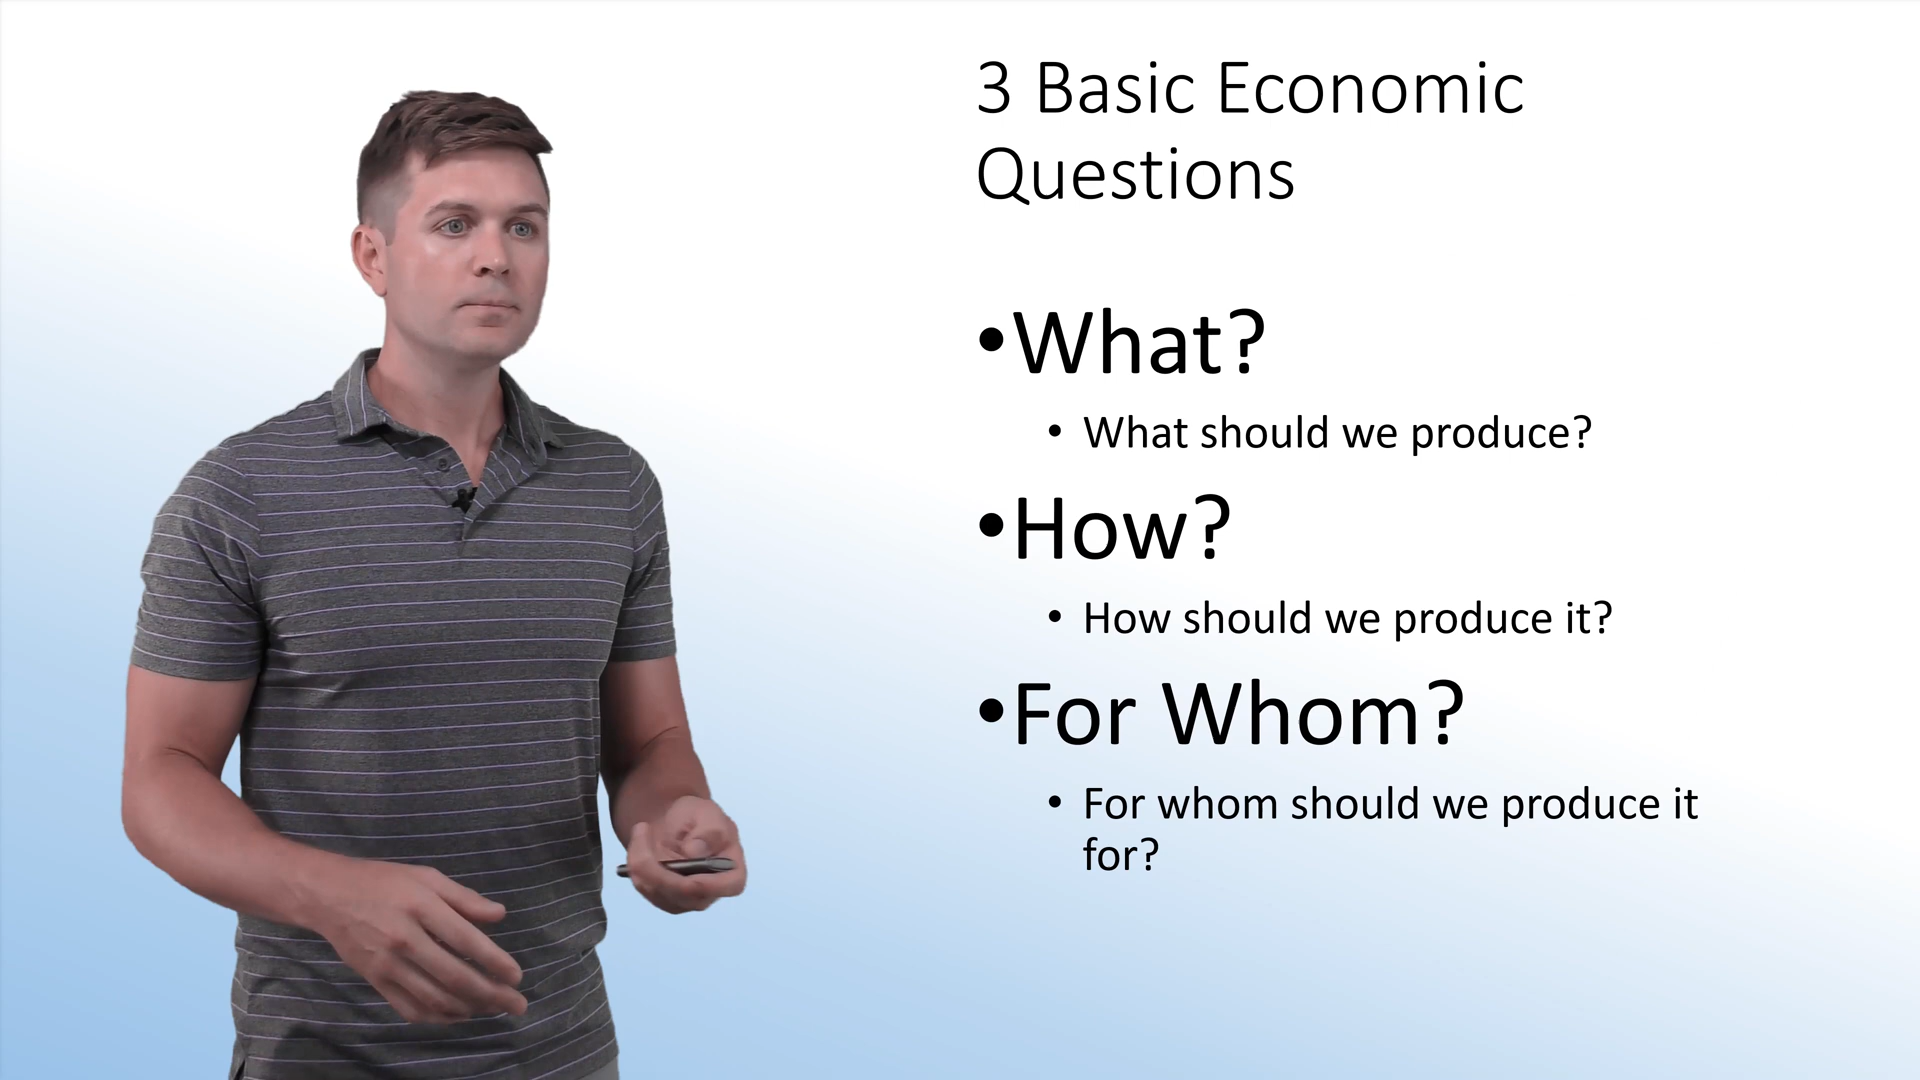 3 Basic Economic
Questions
•What?
• What should we produce?
•How?
• How should we produce it?
•For Whom?
• For whom should we produce it
for?